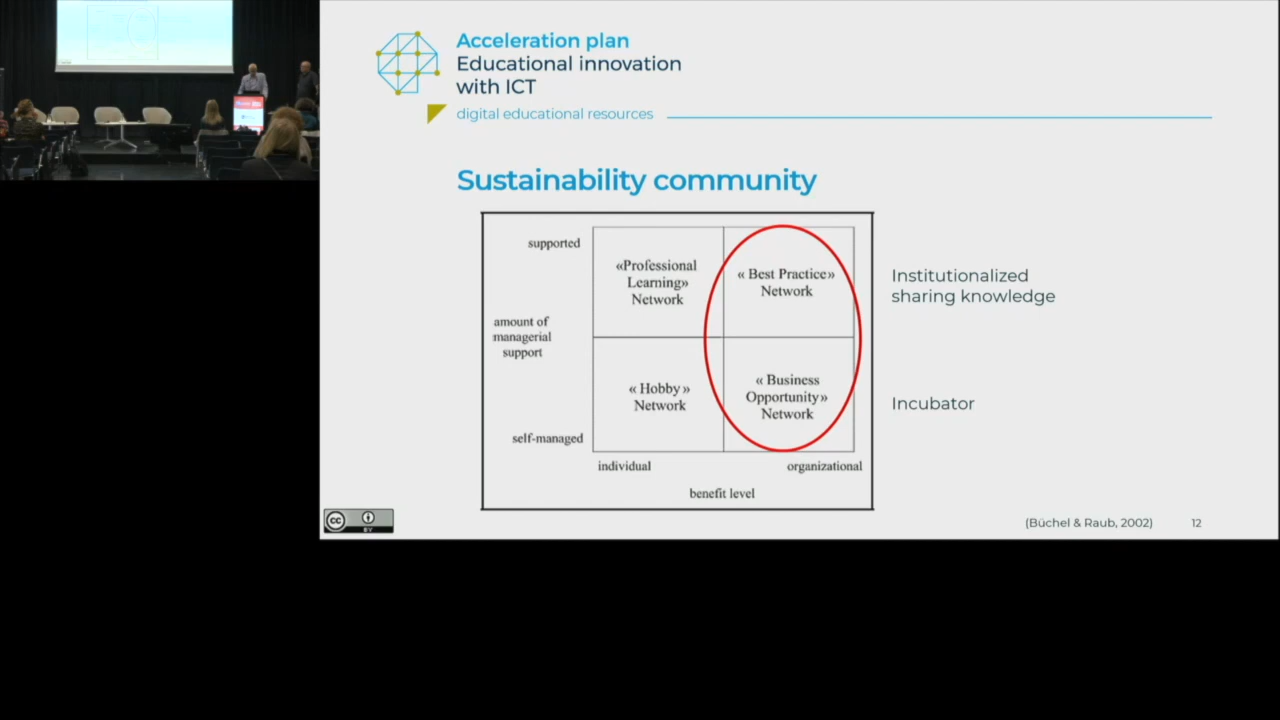 Acceleration plan
Educational innovation
with ICT
digital educational resources
Sustainability community
supported
«Professional
Learning»
Network
« Best Practice»
Network
Institutionalized
sharing knowledge
amount of
managerial
support
« Hobby»
Network
« Business
Opportunity»
Network
Incubator
self-managed
individual
organizational
benefit level
cc
BY
(Büchel & Raub, 2002)
12